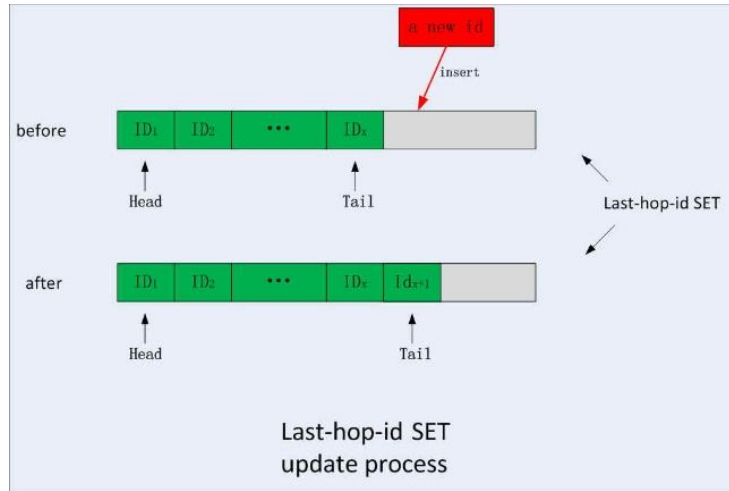 a new id
insert
before
ID₁ ID₂ ••• IDₓ
Head
Tail
Last-hop-id SET
after
ID₁ ID₂ ••• IDₓ Idₓ₊₁
Head
Tail
Last-hop-id SET
update process